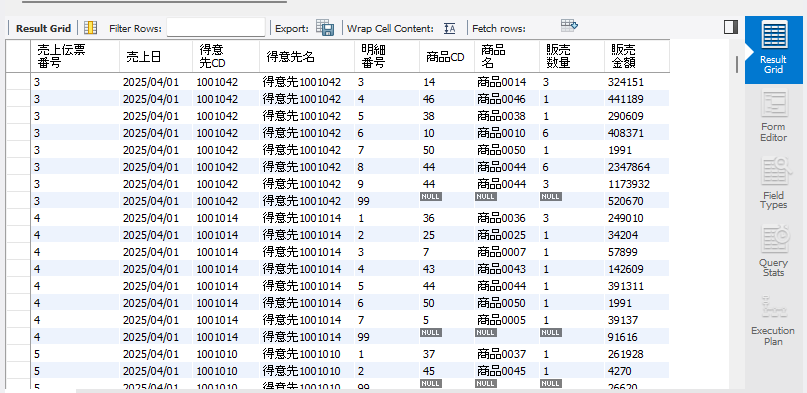 Result Grid Filter Rows: Export: Wrap Cell Content: Fetch rows:
売上伝票番号 売上日 得意先CD 得意先名 明細番号 商品CD 商品名 販売数量 販売金額
3 2025/04/01 1001042 得意先1001042 3 14 商品0014 3 324151
3 2025/04/01 1001042 得意先1001042 4 46 商品0046 1 441189
3 2025/04/01 1001042 得意先1001042 5 38 商品0038 1 290609
3 2025/04/01 1001042 得意先1001042 6 10 商品0010 6 408371
3 2025/04/01 1001042 得意先1001042 7 50 商品0050 1 1991
3 2025/04/01 1001042 得意先1001042 8 44 商品0044 6 2347864
3 2025/04/01 1001042 得意先1001042 9 44 商品0044 3 1173932
3 2025/04/01 1001042 得意先1001042 99 NULL NULL NULL 520670
4 2025/04/01 1001014 得意先1001014 1 36 商品0036 3 249010
4 2025/04/01 1001014 得意先1001014 2 25 商品0025 1 34204
4 2025/04/01 1001014 得意先1001014 3 7 商品0007 1 57899
4 2025/04/01 1001014 得意先1001014 4 43 商品0043 1 142609
4 2025/04/01 1001014 得意先1001014 5 44 商品0044 1 391311
4 2025/04/01 1001014 得意先1001014 6 50 商品0050 1 1991
4 2025/04/01 1001014 得意先1001014 7 5 商品0005 1 39137
4 2025/04/01 1001014 得意先1001014 99 NULL NULL NULL 91616
5 2025/04/01 1001010 得意先1001010 1 37 商品0037 1 261928
5 2025/04/01 1001010 得意先1001010 2 45 商品0045 1 4270
5 2025/04/01 1001010 得意先1001010 99 NULL NULL NULL 26620
Result
Grid
Form
Editor
Field
Types
Query
Stats
Execution
Plan